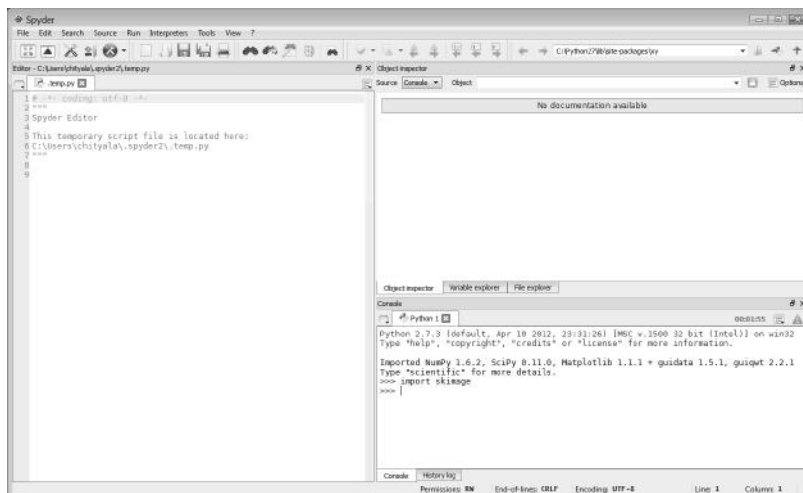 Spyder
File Edit Search Source Run Interpreters Tools View ?
C:\Python27\lib\site-packages\xy
Editor - C:\Users\chityala\.spyder2\.temp.py
.temp.py
1 # -*- coding: utf-8 -*-
2 """
3 Spyder Editor
4
5 This temporary script file is located here:
6 C:\Users\chityala\.spyder2\.temp.py
7 """
8
9
Object inspector
Source Console Object Options
No documentation available
Object inspector Variable explorer File explorer
Console
Python 1 00:01:55
Python 2.7.3 (default, Apr 10 2012, 23:31:26) [MSC v.1500 32 bit (Intel)] on win32
Type "help", "copyright", "credits" or "license" for more information.
Imported NumPy 1.6.2, SciPy 0.11.0, Matplotlib 1.1.1 + guidata 1.5.1, guiqwt 2.2.1
Type "scientific" for more details.
>>> import skimage
>>>
Console History log
Permissions: RW End-of-lines: CRLF Encoding: UTF-8 Line: 1 Column: 1